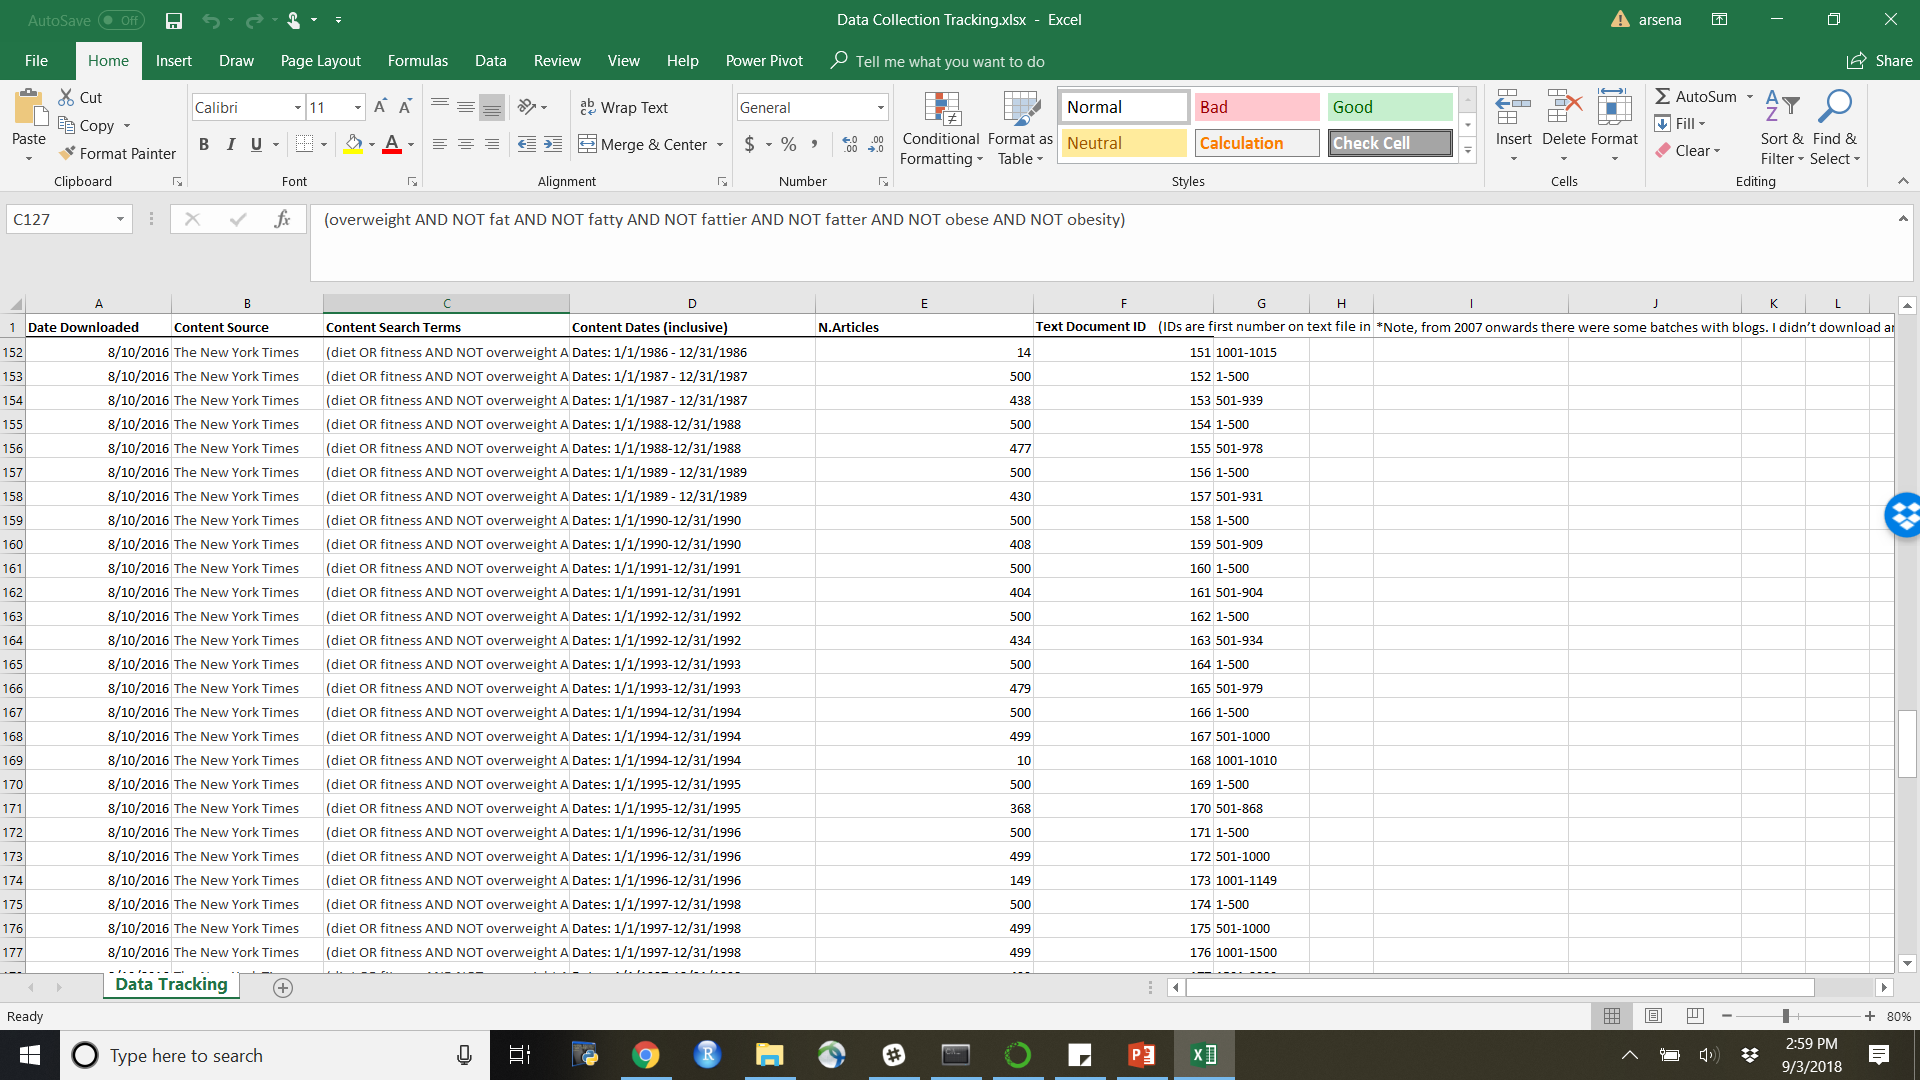 AutoSave Off
Data Collection Tracking.xlsx - Excel
arsena
File Home Insert Draw Page Layout Formulas Data Review View Help Power Pivot Tell me what you want to do Share
Paste
Cut
Copy
Format Painter
Clipboard
Calibri 11
B I U
Font
Wrap Text
Merge & Center
Alignment
General
$ % ,
Number
Conditional Formatting
Format as Table
Normal Bad Good
Neutral Calculation Check Cell
Styles
Insert Delete Format
Cells
AutoSum
Fill
Clear
Sort & Filter
Find & Select
Editing
C127 fx (overweight AND NOT fat AND NOT fatty AND NOT fattier AND NOT fatter AND NOT obese AND NOT obesity)
A B C D E F G H I J K L
1 Date Downloaded Content Source Content Search Terms Content Dates (inclusive) N.Articles Text Document ID (IDs are first number on text file in *Note, from 2007 onwards there were some batches with blogs. I didn't download
152 8/10/2016 The New York Times (diet OR fitness AND NOT overweight A Dates: 1/1/1986 - 12/31/1986 14 151 1001-1015
153 8/10/2016 The New York Times (diet OR fitness AND NOT overweight A Dates: 1/1/1987 - 12/31/1987 500 152 1-500
154 8/10/2016 The New York Times (diet OR fitness AND NOT overweight A Dates: 1/1/1987 - 12/31/1987 438 153 501-939
155 8/10/2016 The New York Times (diet OR fitness AND NOT overweight A Dates: 1/1/1988-12/31/1988 500 154 1-500
156 8/10/2016 The New York Times (diet OR fitness AND NOT overweight A Dates: 1/1/1988-12/31/1988 477 155 501-978
157 8/10/2016 The New York Times (diet OR fitness AND NOT overweight A Dates: 1/1/1989 - 12/31/1989 500 156 1-500
158 8/10/2016 The New York Times (diet OR fitness AND NOT overweight A Dates: 1/1/1989 - 12/31/1989 430 157 501-931
159 8/10/2016 The New York Times (diet OR fitness AND NOT overweight A Dates: 1/1/1990-12/31/1990 500 158 1-500
160 8/10/2016 The New York Times (diet OR fitness AND NOT overweight A Dates: 1/1/1990-12/31/1990 408 159 501-909
161 8/10/2016 The New York Times (diet OR fitness AND NOT overweight A Dates: 1/1/1991-12/31/1991 500 160 1-500
162 8/10/2016 The New York Times (diet OR fitness AND NOT overweight A Dates: 1/1/1991-12/31/1991 404 161 501-904
163 8/10/2016 The New York Times (diet OR fitness AND NOT overweight A Dates: 1/1/1992-12/31/1992 500 162 1-500
164 8/10/2016 The New York Times (diet OR fitness AND NOT overweight A Dates: 1/1/1992-12/31/1992 434 163 501-934
165 8/10/2016 The New York Times (diet OR fitness AND NOT overweight A Dates: 1/1/1993-12/31/1993 500 164 1-500
166 8/10/2016 The New York Times (diet OR fitness AND NOT overweight A Dates: 1/1/1993-12/31/1993 479 165 501-979
167 8/10/2016 The New York Times (diet OR fitness AND NOT overweight A Dates: 1/1/1994-12/31/1994 500 166 1-500
168 8/10/2016 The New York Times (diet OR fitness AND NOT overweight A Dates: 1/1/1994-12/31/1994 499 167 501-1000
169 8/10/2016 The New York Times (diet OR fitness AND NOT overweight A Dates: 1/1/1994-12/31/1994 10 168 1001-1010
170 8/10/2016 The New York Times (diet OR fitness AND NOT overweight A Dates: 1/1/1995-12/31/1995 500 169 1-500
171 8/10/2016 The New York Times (diet OR fitness AND NOT overweight A Dates: 1/1/1995-12/31/1995 368 170 501-868
172 8/10/2016 The New York Times (diet OR fitness AND NOT overweight A Dates: 1/1/1996-12/31/1996 500 171 1-500
173 8/10/2016 The New York Times (diet OR fitness AND NOT overweight A Dates: 1/1/1996-12/31/1996 499 172 501-1000
174 8/10/2016 The New York Times (diet OR fitness AND NOT overweight A Dates: 1/1/1996-12/31/1996 149 173 1001-1149
175 8/10/2016 The New York Times (diet OR fitness AND NOT overweight A Dates: 1/1/1997-12/31/1998 500 174 1-500
176 8/10/2016 The New York Times (diet OR fitness AND NOT overweight A Dates: 1/1/1997-12/31/1998 499 175 501-1000
177 8/10/2016 The New York Times (diet OR fitness AND NOT overweight A Dates: 1/1/1997-12/31/1998 499 176 1001-1500
Data Tracking
Ready
80%
Type here to search
2:59 PM
9/3/2018